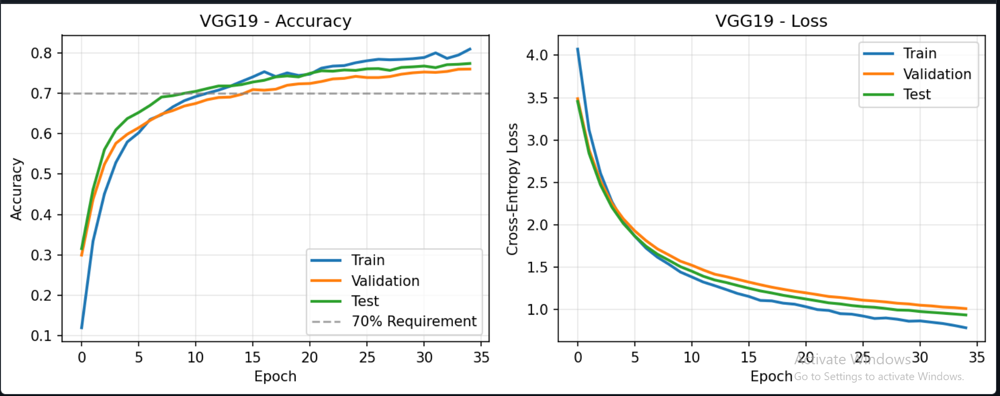 VGG19 - Accuracy
Accuracy
0.8
0.7
0.6
0.5
0.4
0.3
0.2
0.1
Train
Validation
Test
70% Requirement
0 5 10 15 20 25 30 35
Epoch
VGG19 - Loss
Cross-Entropy Loss
4.0
3.5
3.0
2.5
2.0
1.5
1.0
Train
Validation
Test
0 5 10 15 20 25 30 35
Epoch
Activate Windows
Go to Settings to activate Windows.